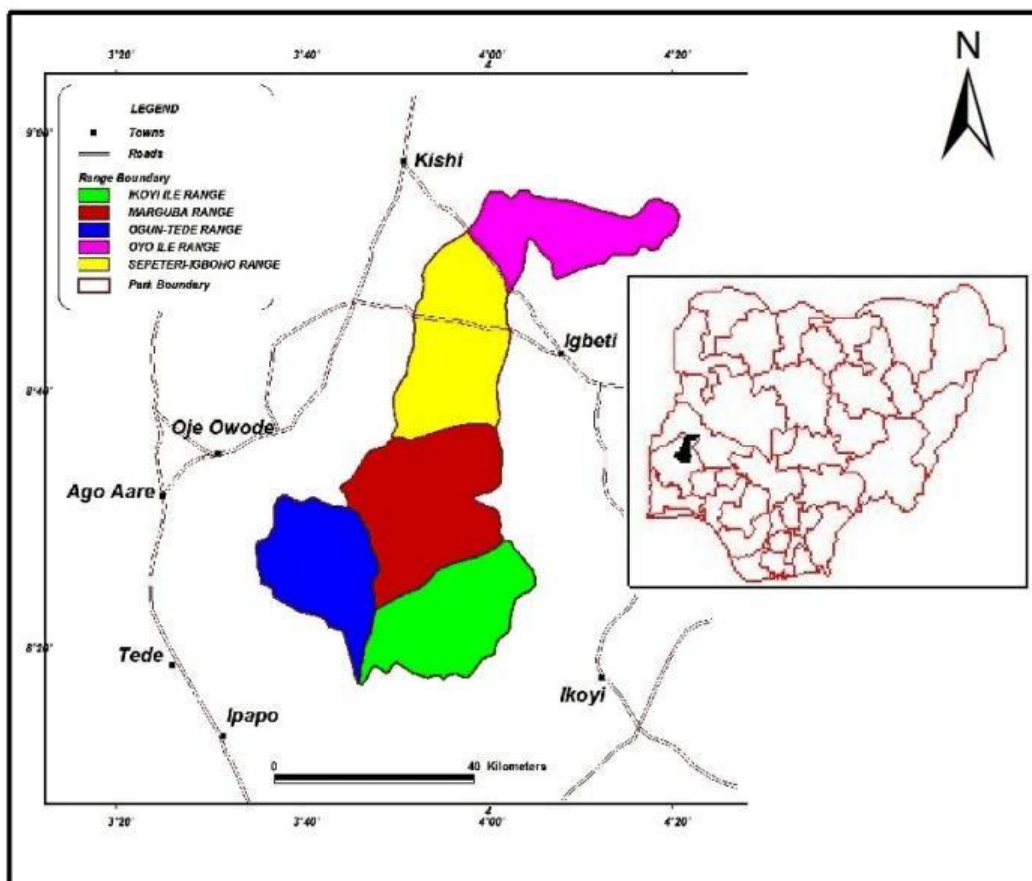 N
3°20' 3°40' 4°00' 4°20'
LEGEND
Towns
Roads
Range Boundary
IKOYI ILE RANGE
MARGUBA RANGE
OGUN-TEDE RANGE
OYO ILE RANGE
SEPETERI-IGBOHO RANGE
Park Boundary
9°00'
Kishi
Igbeti
8°40'
Oje Owode
Ago Aare
8°20'
Tede
Ikoyi
Ipapo
0 40 Kilometers
3°20' 3°40' 4°00' 4°20'